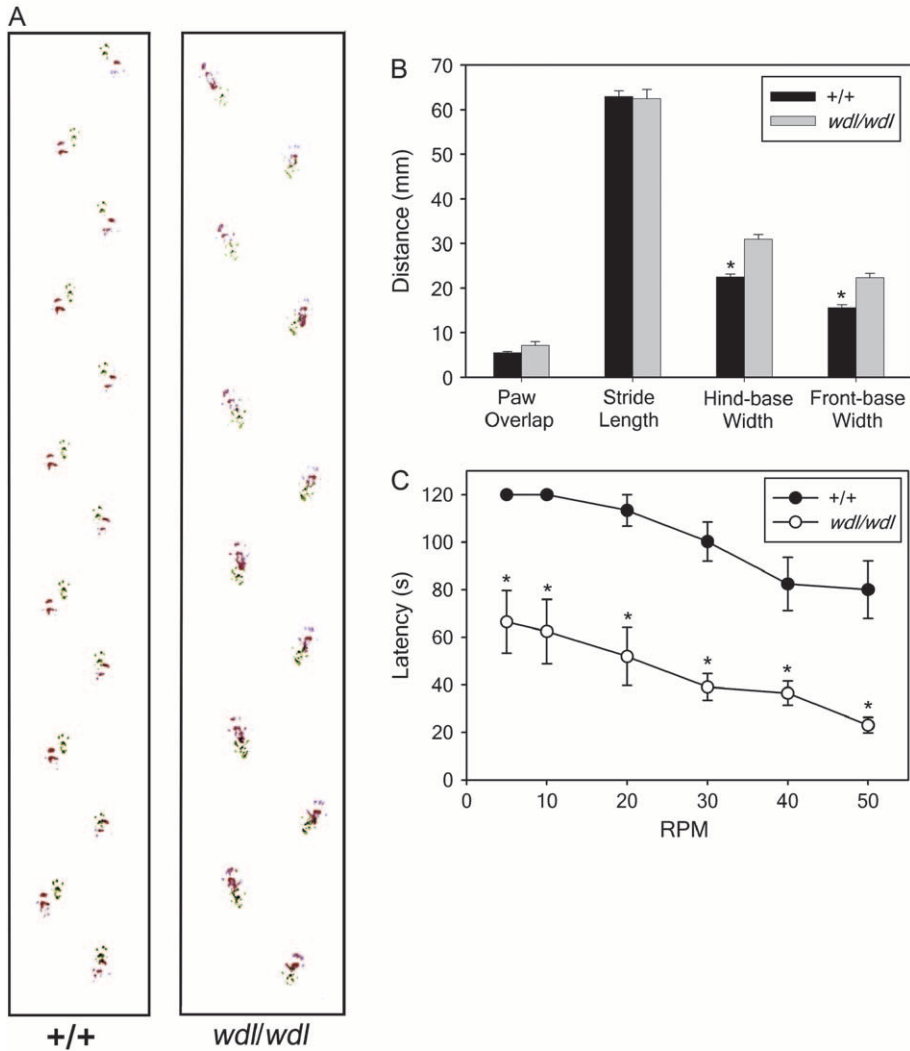 A
+/+
wdl/wdl
B
70
60
50
40
30
20
10
0
Distance (mm)
+/+
wdl/wdl
*
*
Paw Overlap
Stride Length
Hind-base Width
Front-base Width
C
120
100
80
60
40
20
0
Latency (s)
+/+
wdl/wdl
* * * * * *
0 10 20 30 40 50
RPM